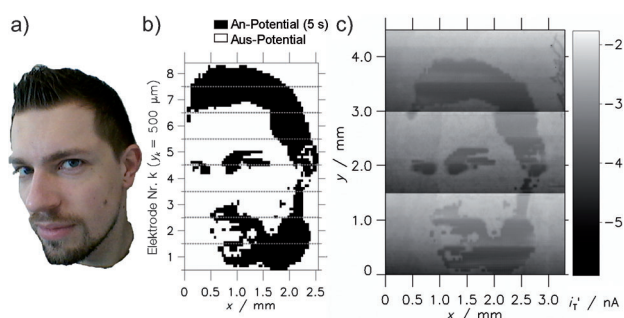 a)
b)
An-Potential (5 s)
Aus-Potential
c)
Elektrode Nr. k (yₖ = 500 µm)
8
7
6
5
4
3
2
1
0.0 0.5 1.0 1.5 2.0 2.5
x / mm
y / mm
4.0
3.0
2.0
1.0
0
0 0.5 1.0 1.5 2.0 2.5 3.0
x / mm
−2
−3
−4
−5
i_T' / nA